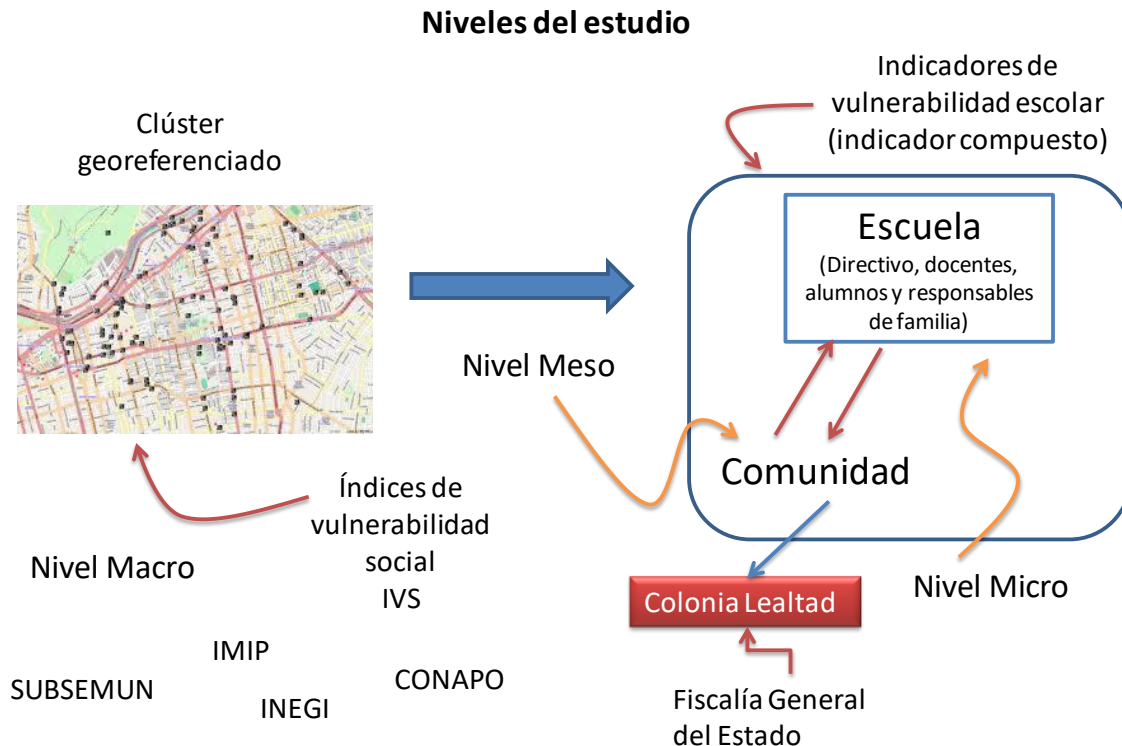 Niveles del estudio
Clúster
georeferenciado
Indicadores de
vulnerabilidad escolar
(indicador compuesto)
Escuela
(Directivo, docentes,
alumnos y responsables
de familia)
Nivel Meso
Comunidad
Índices de
vulnerabilidad
social
IVS
Nivel Macro
Colonia Lealtad
Nivel Micro
IMIP
SUBSEMUN
INEGI
CONAPO
Fiscalía General
del Estado